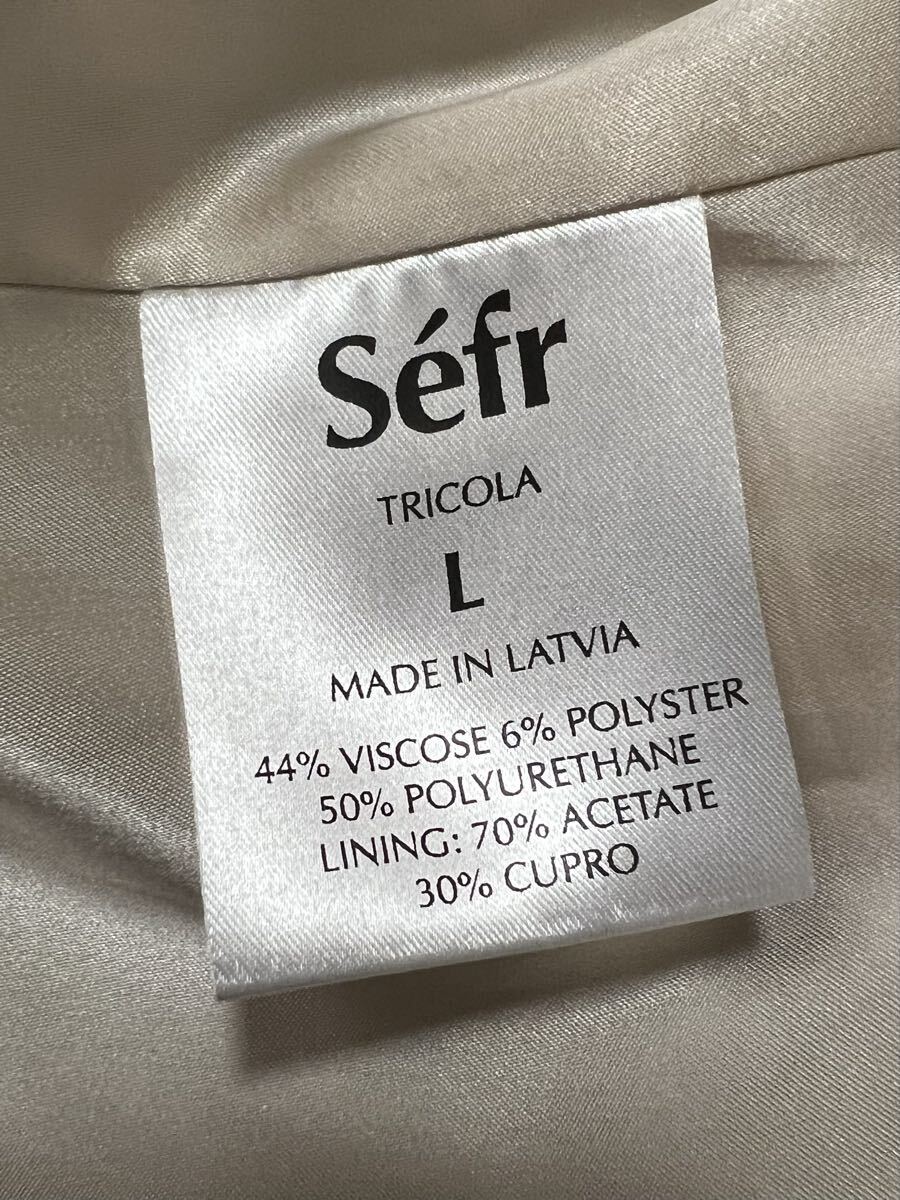 Séfr
TRICOLA
L
MADE IN LATVIA
44% VISCOSE 6% POLYSTER
50% POLYURETHANE
LINING: 70% ACETATE
30% CUPRO